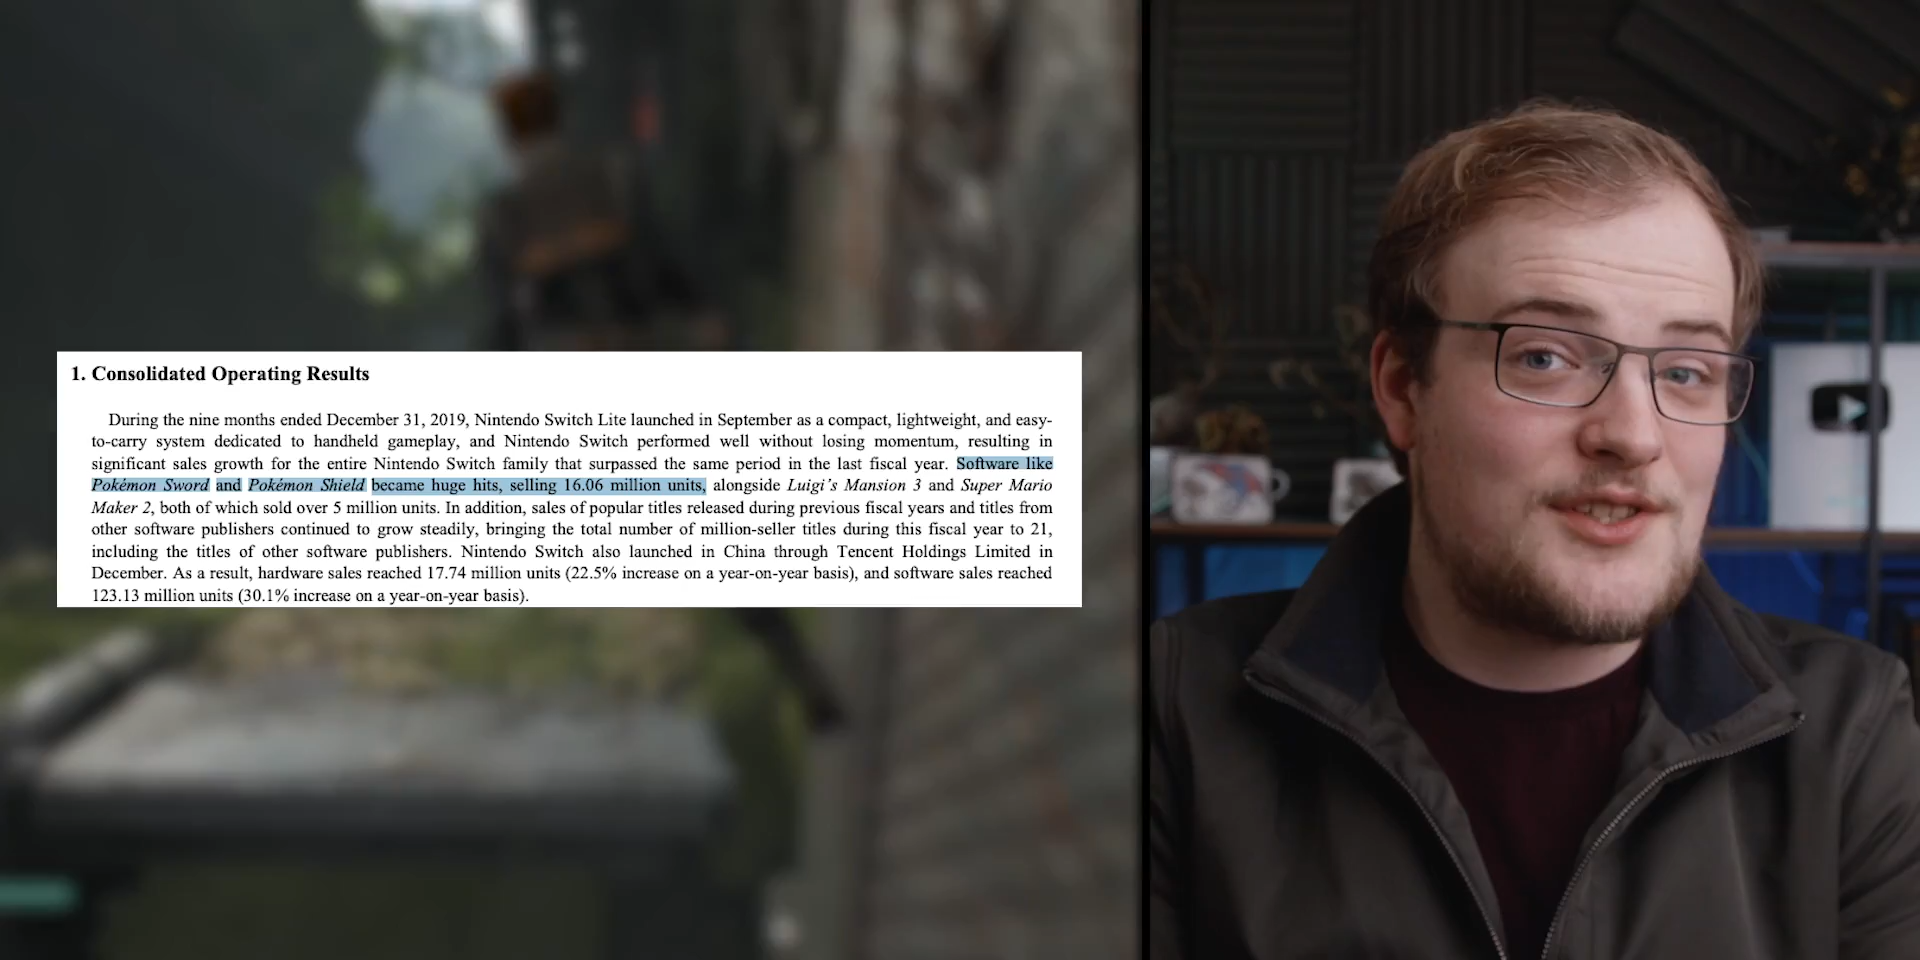 1. Consolidated Operating Results
During the nine months ended December 31, 2019, Nintendo Switch Lite launched in September as a compact, lightweight, and easy-
to-carry system dedicated to handheld gameplay, and Nintendo Switch performed well without losing momentum, resulting in
significant sales growth for the entire Nintendo Switch family that surpassed the same period in the last fiscal year. Software like
Pokémon Sword and Pokémon Shield became huge hits, selling 16.06 million units, alongside Luigi's Mansion 3 and Super Mario
Maker 2, both of which sold over 5 million units. In addition, sales of popular titles released during previous fiscal years and titles from
other software publishers continued to grow steadily, bringing the total number of million-seller titles during this fiscal year to 21,
including the titles of other software publishers. Nintendo Switch also launched in China through Tencent Holdings Limited in
December. As a result, hardware sales reached 17.74 million units (22.5% increase on a year-on-year basis), and software sales reached
123.13 million units (30.1% increase on a year-on-year basis).